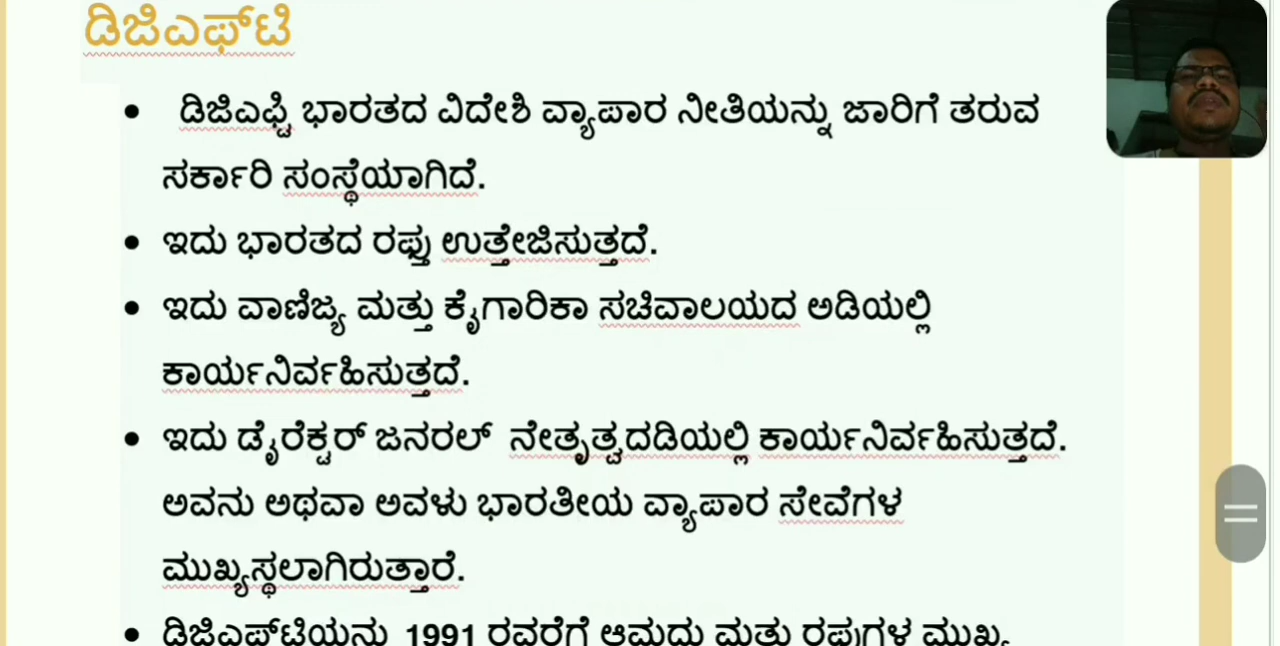 ಡಿಜಿಎಫ್‌ಟಿ
• ಡಿಜಿಎಫ್ಟಿ ಭಾರತದ ವಿದೇಶಿ ವ್ಯಾಪಾರ ನೀತಿಯನ್ನು ಜಾರಿಗೆ ತರುವ
ಸರ್ಕಾರಿ ಸಂಸ್ಥೆಯಾಗಿದೆ.
• ಇದು ಭಾರತದ ರಫ್ತು ಉತ್ತೇಜಿಸುತ್ತದೆ.
• ಇದು ವಾಣಿಜ್ಯ ಮತ್ತು ಕೈಗಾರಿಕಾ ಸಚಿವಾಲಯದ ಅಡಿಯಲ್ಲಿ
ಕಾರ್ಯನಿರ್ವಹಿಸುತ್ತದೆ.
• ಇದು ಡೈರೆಕ್ಟರ್ ಜನರಲ್ ನೇತೃತ್ವದಡಿಯಲ್ಲಿ ಕಾರ್ಯನಿರ್ವಹಿಸುತ್ತದೆ.
ಅವನು ಅಥವಾ ಅವಳು ಭಾರತೀಯ ವ್ಯಾಪಾರ ಸೇವೆಗಳ
ಮುಖ್ಯಸ್ಥಲಾಗಿರುತ್ತಾರೆ.
• ಡಿಜಿಎಫ್‌ಟಿಯನ್ನು 1991 ರವರೆಗೆ ಆಮದು ಮತ್ತು ರಫ್ತುಗಳ ಮುಖ್ಯ